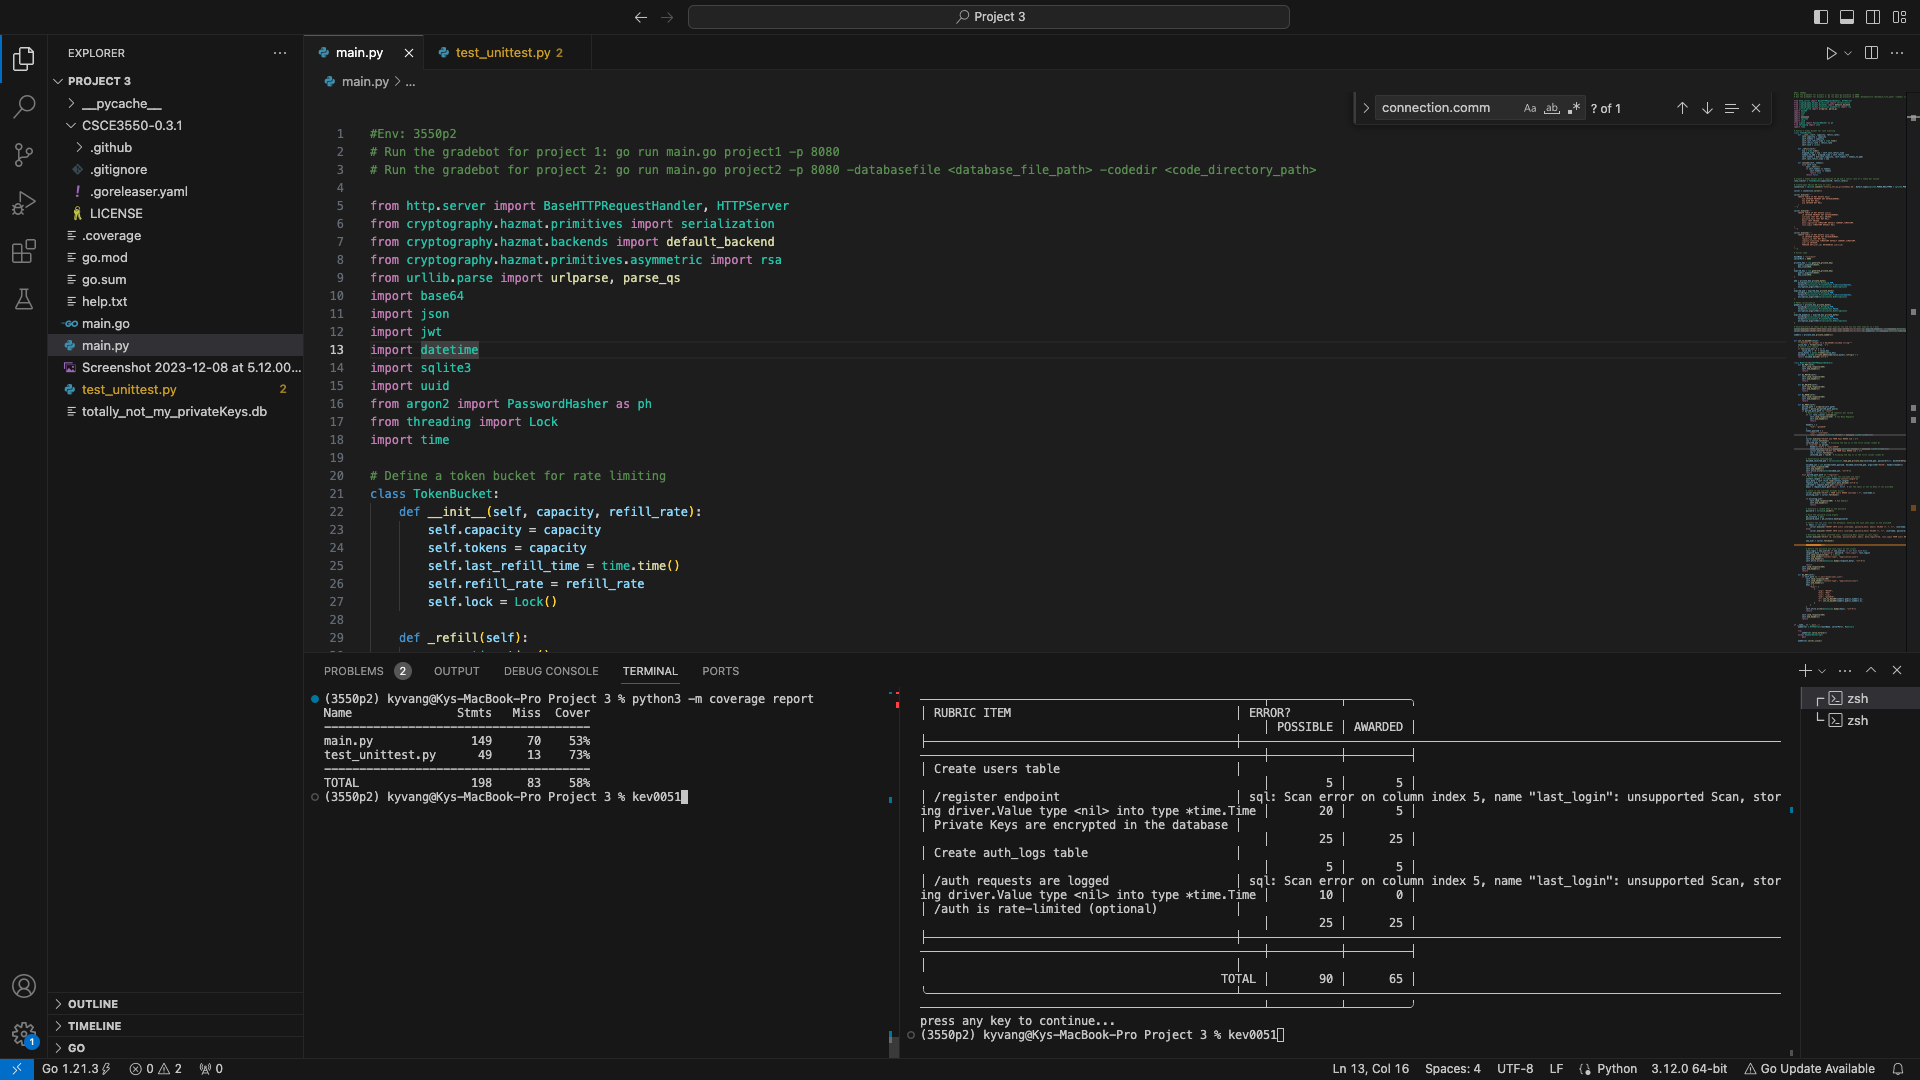 Project 3
EXPLORER
PROJECT 3
__pycache__
CSCE3550-0.3.1
.github
.gitignore
.goreleaser.yaml
LICENSE
.coverage
go.mod
go.sum
help.txt
main.go
main.py
Screenshot 2023-12-08 at 5.12.00...
test_unittest.py 2
totally_not_my_privateKeys.db
OUTLINE
TIMELINE
GO
main.py
test_unittest.py 2
main.py > ...
connection.comm Aa ab ? of 1
1 #Env: 3550p2
2 # Run the gradebot for project 1: go run main.go project1 -p 8080
3 # Run the gradebot for project 2: go run main.go project2 -p 8080 -databasefile <database_file_path> -codedir <code_directory_path>
4
5 from http.server import BaseHTTPRequestHandler, HTTPServer
6 from cryptography.hazmat.primitives import serialization
7 from cryptography.hazmat.backends import default_backend
8 from cryptography.hazmat.primitives.asymmetric import rsa
9 from urllib.parse import urlparse, parse_qs
10 import base64
11 import json
12 import jwt
13 import datetime
14 import sqlite3
15 import uuid
16 from argon2 import PasswordHasher as ph
17 from threading import Lock
18 import time
19
20 # Define a token bucket for rate limiting
21 class TokenBucket:
22 def __init__(self, capacity, refill_rate):
23 self.capacity = capacity
24 self.tokens = capacity
25 self.last_refill_time = time.time()
26 self.refill_rate = refill_rate
27 self.lock = Lock()
28
29 def _refill(self):
PROBLEMS 2 OUTPUT DEBUG CONSOLE TERMINAL PORTS
(3550p2) kyvang@Kys-MacBook-Pro Project 3 % python3 -m coverage report
Name Stmts Miss Cover
main.py 149 70 53%
test_unittest.py 49 13 73%
TOTAL 198 83 58%
(3550p2) kyvang@Kys-MacBook-Pro Project 3 % kev0051
RUBRIC ITEM | ERROR?
| POSSIBLE | AWARDED |
| Create users table |
| 5 | 5 |
| /register endpoint | sql: Scan error on column index 5, name "last_login": unsupported Scan, stor
ing driver.Value type <nil> into type *time.Time | 20 | 5 |
| Private Keys are encrypted in the database |
| 25 | 25 |
| Create auth_logs table |
| 5 | 5 |
| /auth requests are logged | sql: Scan error on column index 5, name "last_login": unsupported Scan, stor
ing driver.Value type <nil> into type *time.Time | 10 | 0 |
| /auth is rate-limited (optional) |
| 25 | 25 |
TOTAL | 90 | 65 |
press any key to continue...
(3550p2) kyvang@Kys-MacBook-Pro Project 3 % kev0051
zsh
zsh
1
Go 1.21.3 0 2 0
Ln 13, Col 16 Spaces: 4 UTF-8 LF Python 3.12.0 64-bit Go Update Available